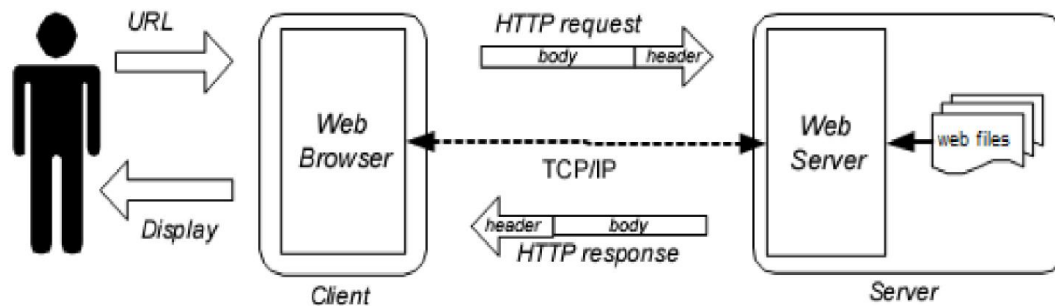 URL
HTTP request
body
header
Web
Browser
Web
Server
web files
TCP/IP
Display
header
body
HTTP response
Client
Server